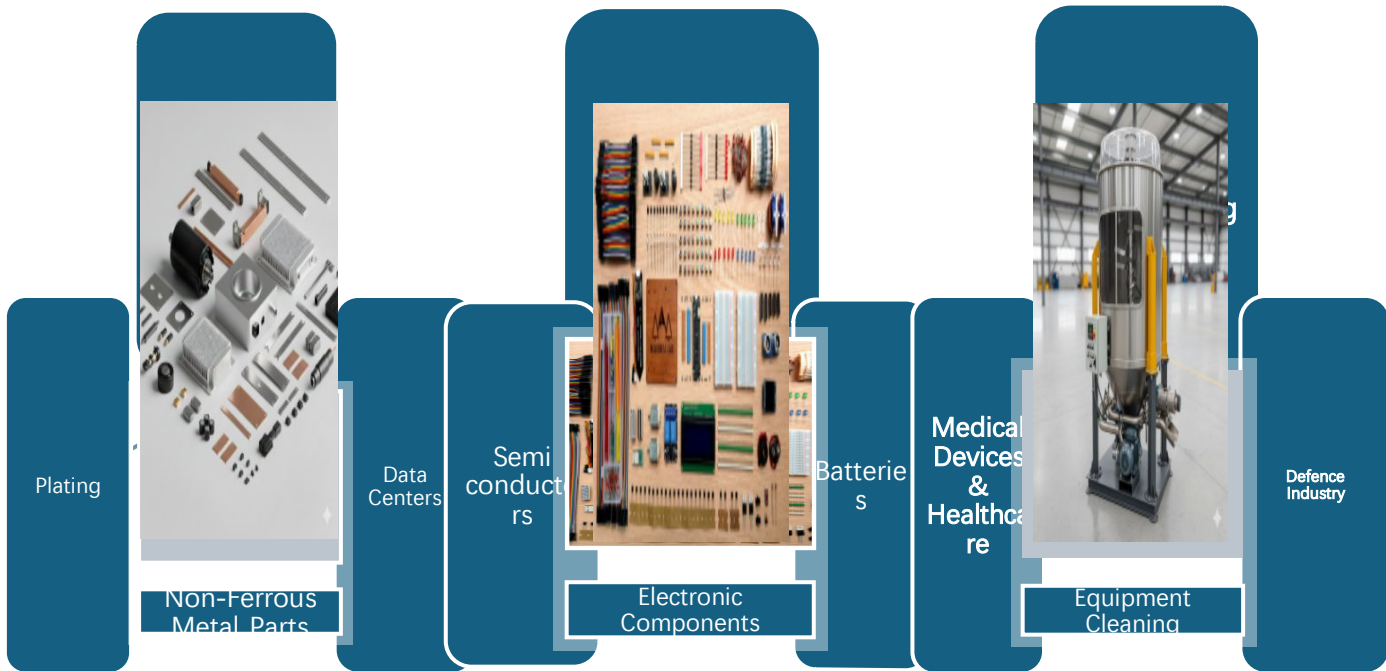 Plating
Non-Ferrous
Metal Parts
Data
Centers
Semi
conducto
rs
Electronic
Components
Batterie
s
Medical
Devices
&
Healthca
re
Equipment
Cleaning
Defence
Industry